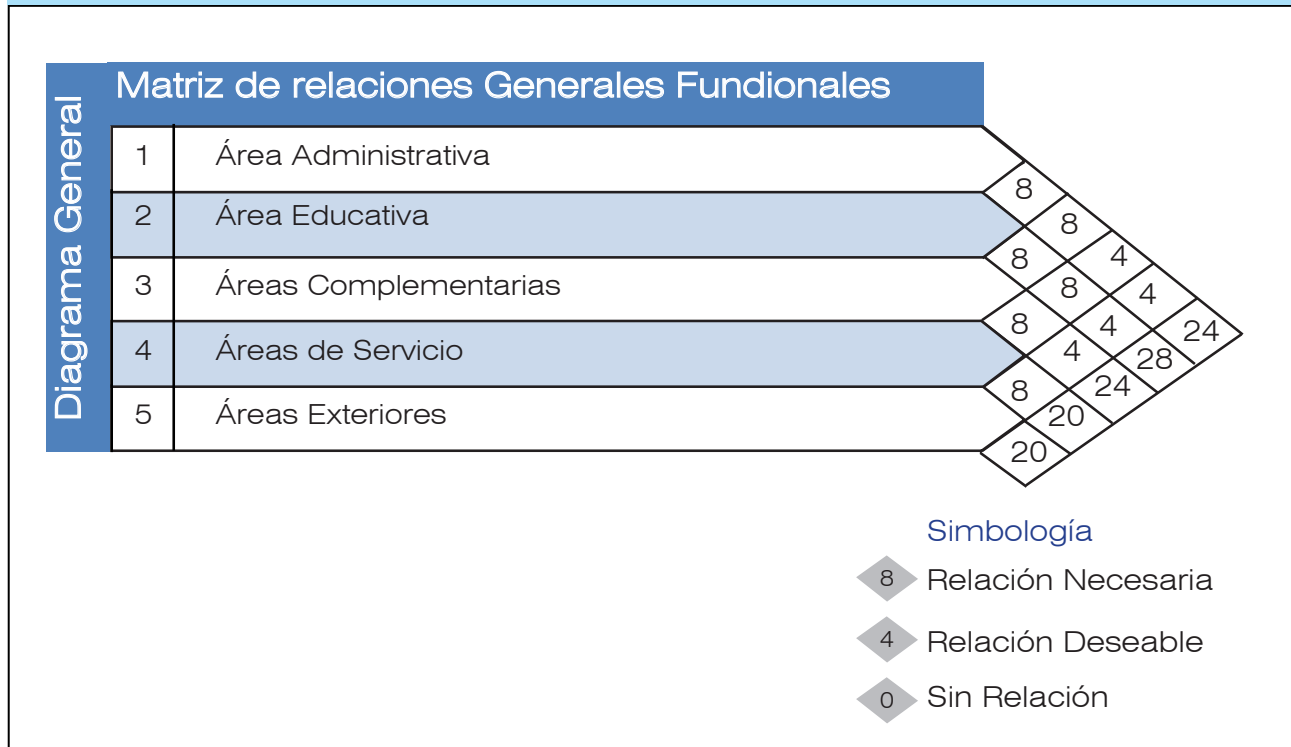 Diagrama General
Matriz de relaciones Generales Fundionales
1 Área Administrativa
2 Área Educativa
3 Áreas Complementarias
4 Áreas de Servicio
5 Áreas Exteriores
8
8
8 4
8 4
8 4 24
4 28
8 24
20
20
Simbología
8 Relación Necesaria
4 Relación Deseable
0 Sin Relación